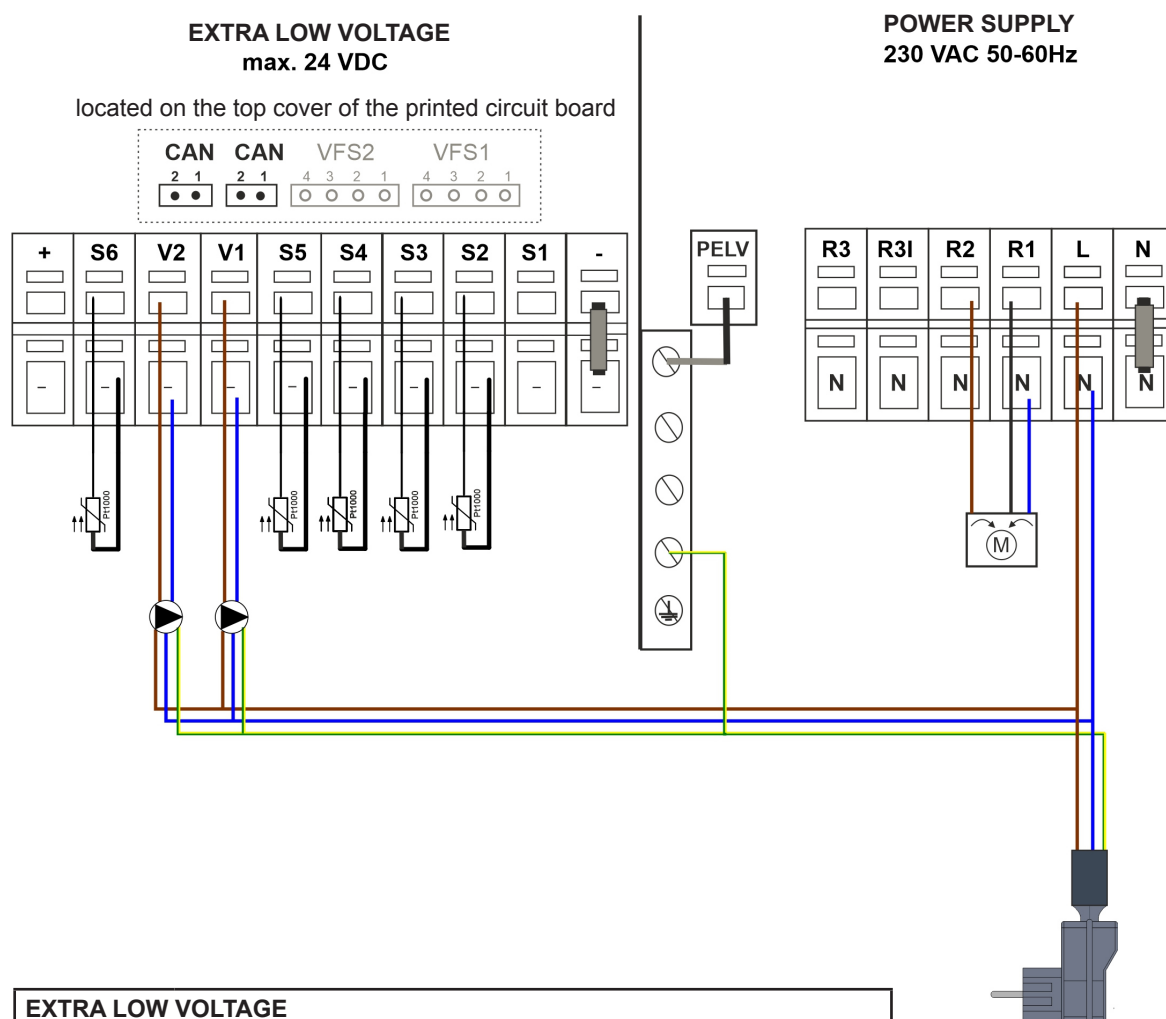 EXTRA LOW VOLTAGE
max. 24 VDC
POWER SUPPLY
230 VAC 50-60Hz
located on the top cover of the printed circuit board
CAN CAN VFS2 VFS1
2 1 2 1 4 3 2 1 4 3 2 1
+ S6 V2 V1 S5 S4 S3 S2 S1 -
PELV
R3 R3I R2 R1 L N
- - - - - - - - - -
N N N N N N
Pt1000 Pt1000 Pt1000 Pt1000 Pt1000
M
EXTRA LOW VOLTAGE